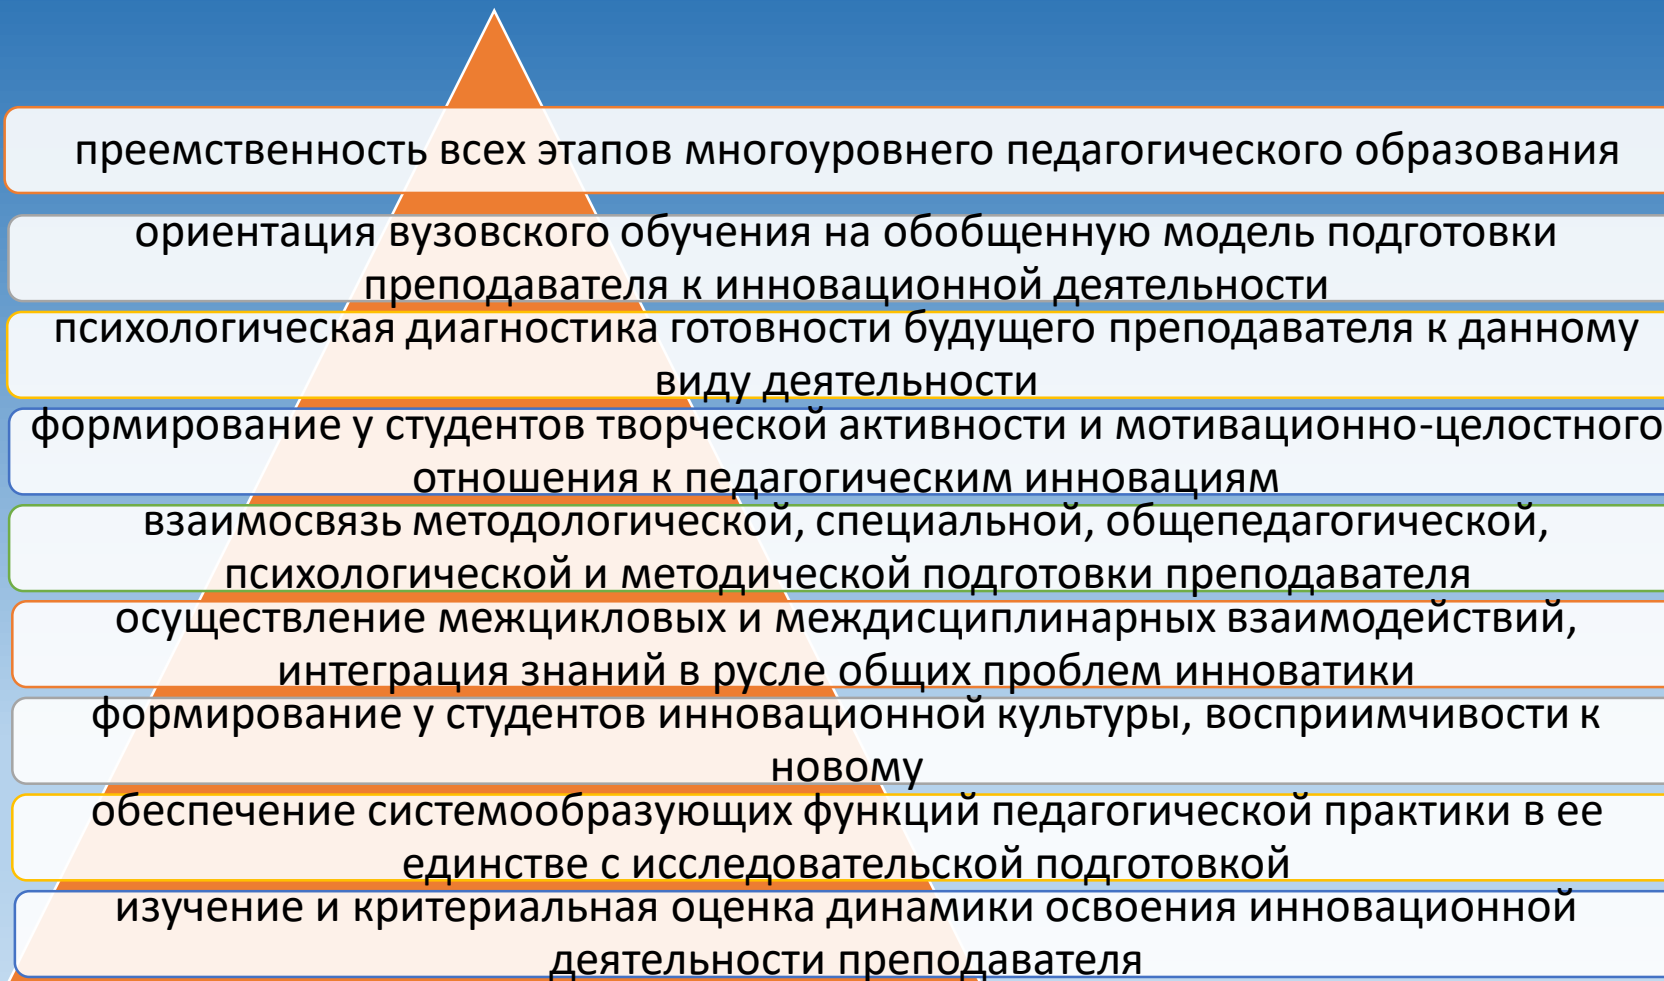 преемственность всех этапов многоуровнего педагогического образования
ориентация вузовского обучения на обобщенную модель подготовки
преподавателя к инновационной деятельности
психологическая диагностика готовности будущего преподавателя к данному
виду деятельности
формирование у студентов творческой активности и мотивационно-целостного
отношения к педагогическим инновациям
взаимосвязь методологической, специальной, общепедагогической,
психологической и методической подготовки преподавателя
осуществление межцикловых и междисциплинарных взаимодействий,
интеграция знаний в русле общих проблем инноватики
формирование у студентов инновационной культуры, восприимчивости к
новому
обеспечение системообразующих функций педагогической практики в ее
единстве с исследовательской подготовкой
изучение и критериальная оценка динамики освоения инновационной
деятельности преподавателя